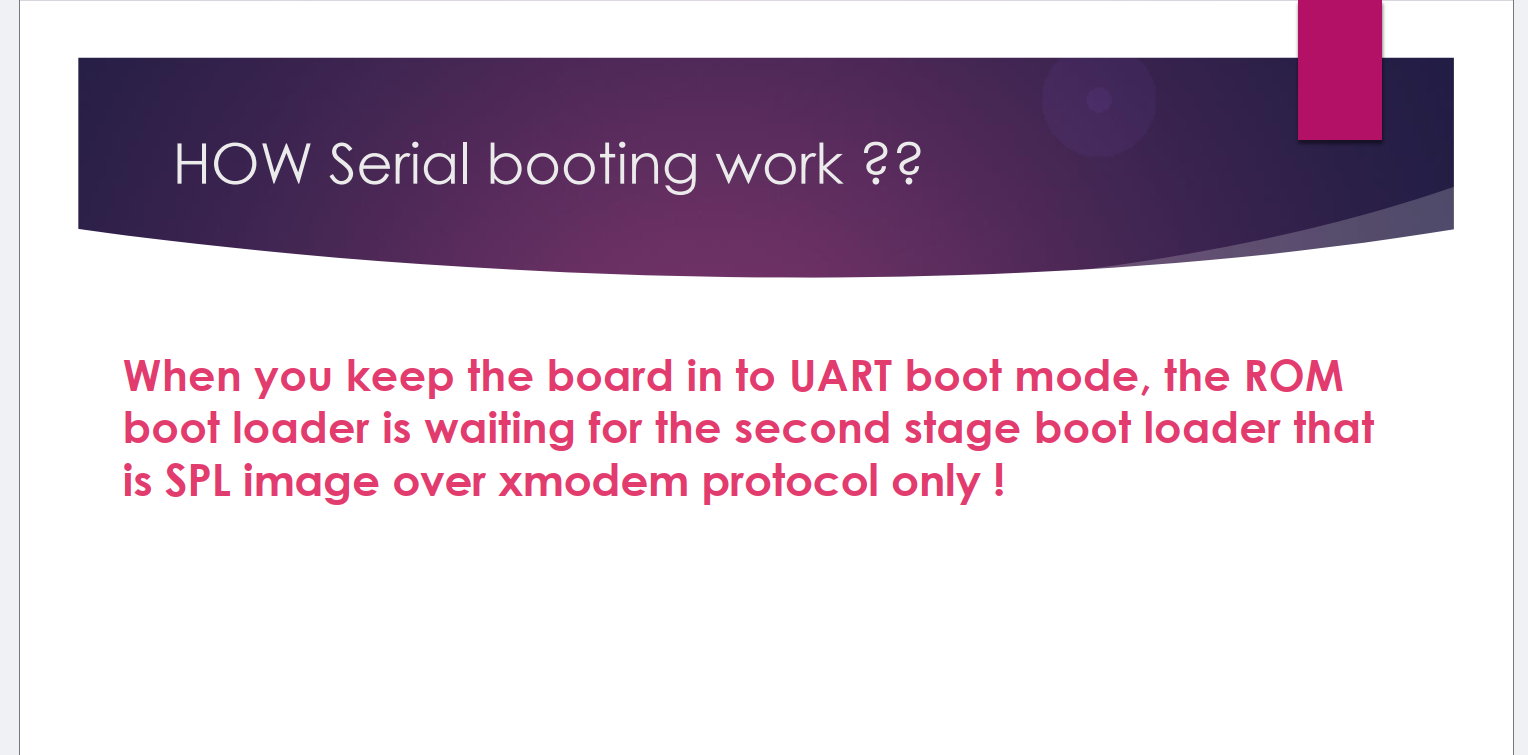 HOW Serial booting work ??
When you keep the board in to UART boot mode, the ROM
boot loader is waiting for the second stage boot loader that
is SPL image over xmodem protocol only !